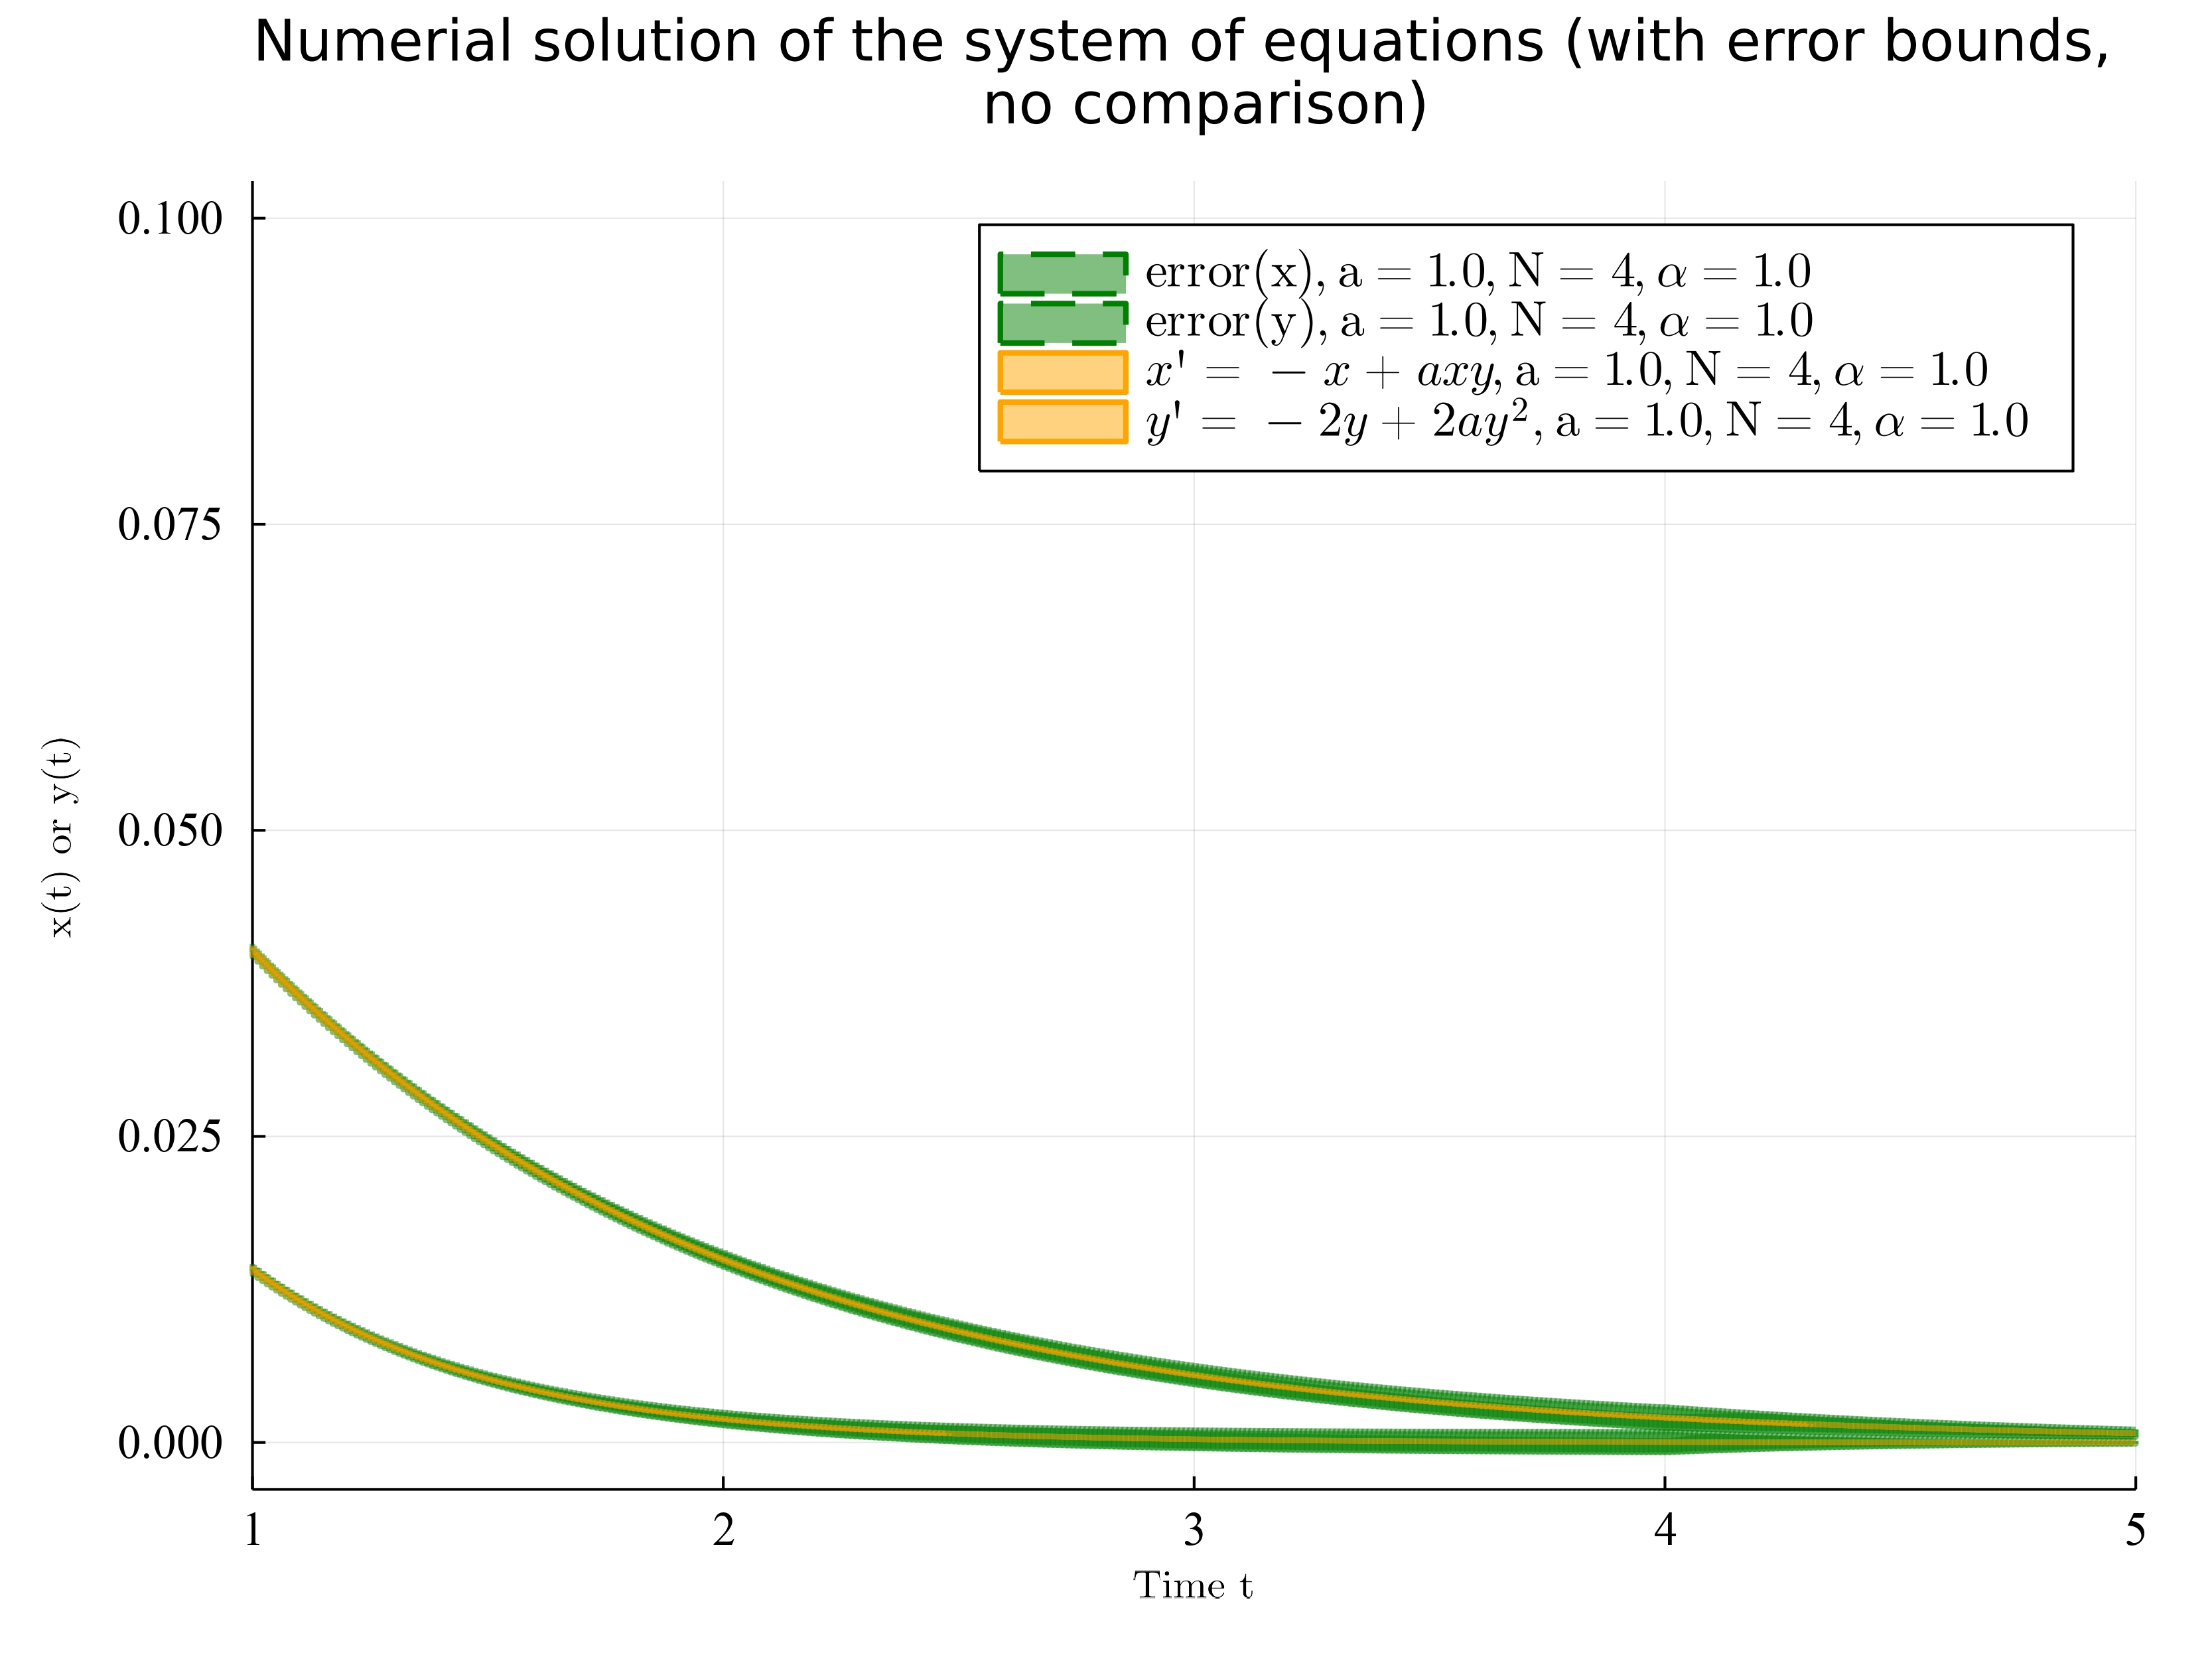 Numerial solution of the system of equations (with error bounds,
no comparison)
0.100
0.075
0.050
0.025
0.000
x(t) or y(t)
error(x), a = 1.0, N = 4, α = 1.0
error(y), a = 1.0, N = 4, α = 1.0
x' = − x + axy, a = 1.0, N = 4, α = 1.0
y' = − 2y + 2ay², a = 1.0, N = 4, α = 1.0
1 2 3 4 5
Time t